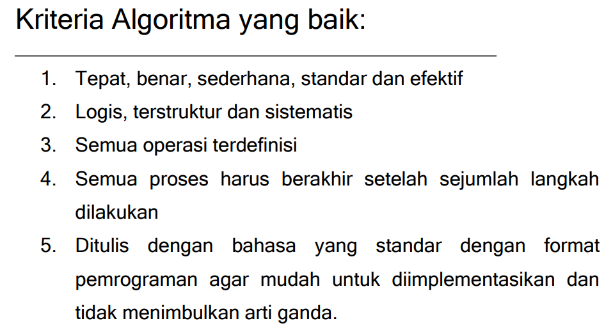 Kriteria Algoritma yang baik:
1. Tepat, benar, sederhana, standar dan efektif
2. Logis, terstruktur dan sistematis
3. Semua operasi terdefinisi
4. Semua proses harus berakhir setelah sejumlah langkah
dilakukan
5. Ditulis dengan bahasa yang standar dengan format
pemrograman agar mudah untuk diimplementasikan dan
tidak menimbulkan arti ganda.